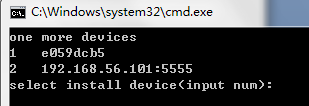 C:\Windows\system32\cmd.exe
one more devices
1 e059dcb5
2 192.168.56.101:5555
select install device(input num):